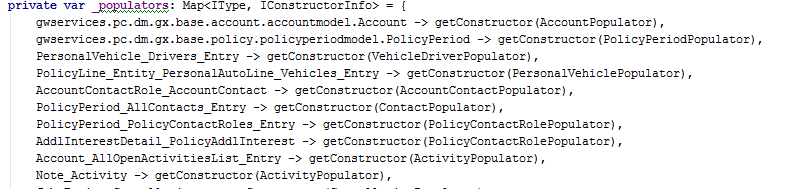 private var _populators: Map<IType, IConstructorInfo> = {
gwservices.pc.dm.gx.base.account.accountmodel.Account -> getConstructor(AccountPopulator),
gwservices.pc.dm.gx.base.policy.policyperiodmodel.PolicyPeriod -> getConstructor(PolicyPeriodPopulator),
PersonalVehicle_Drivers_Entry -> getConstructor(VehicleDriverPopulator),
PolicyLine_Entity_PersonalAutoLine_Vehicles_Entry -> getConstructor(PersonalVehiclePopulator),
AccountContactRole_AccountContact -> getConstructor(AccountContactPopulator),
PolicyPeriod_AllContacts_Entry -> getConstructor(ContactPopulator),
PolicyPeriod_PolicyContactRoles_Entry -> getConstructor(PolicyContactRolePopulator),
AddlInterestDetail_PolicyAddlInterest -> getConstructor(PolicyContactRolePopulator),
Account_AllOpenActivitiesList_Entry -> getConstructor(ActivityPopulator),
Note_Activity -> getConstructor(ActivityPopulator),